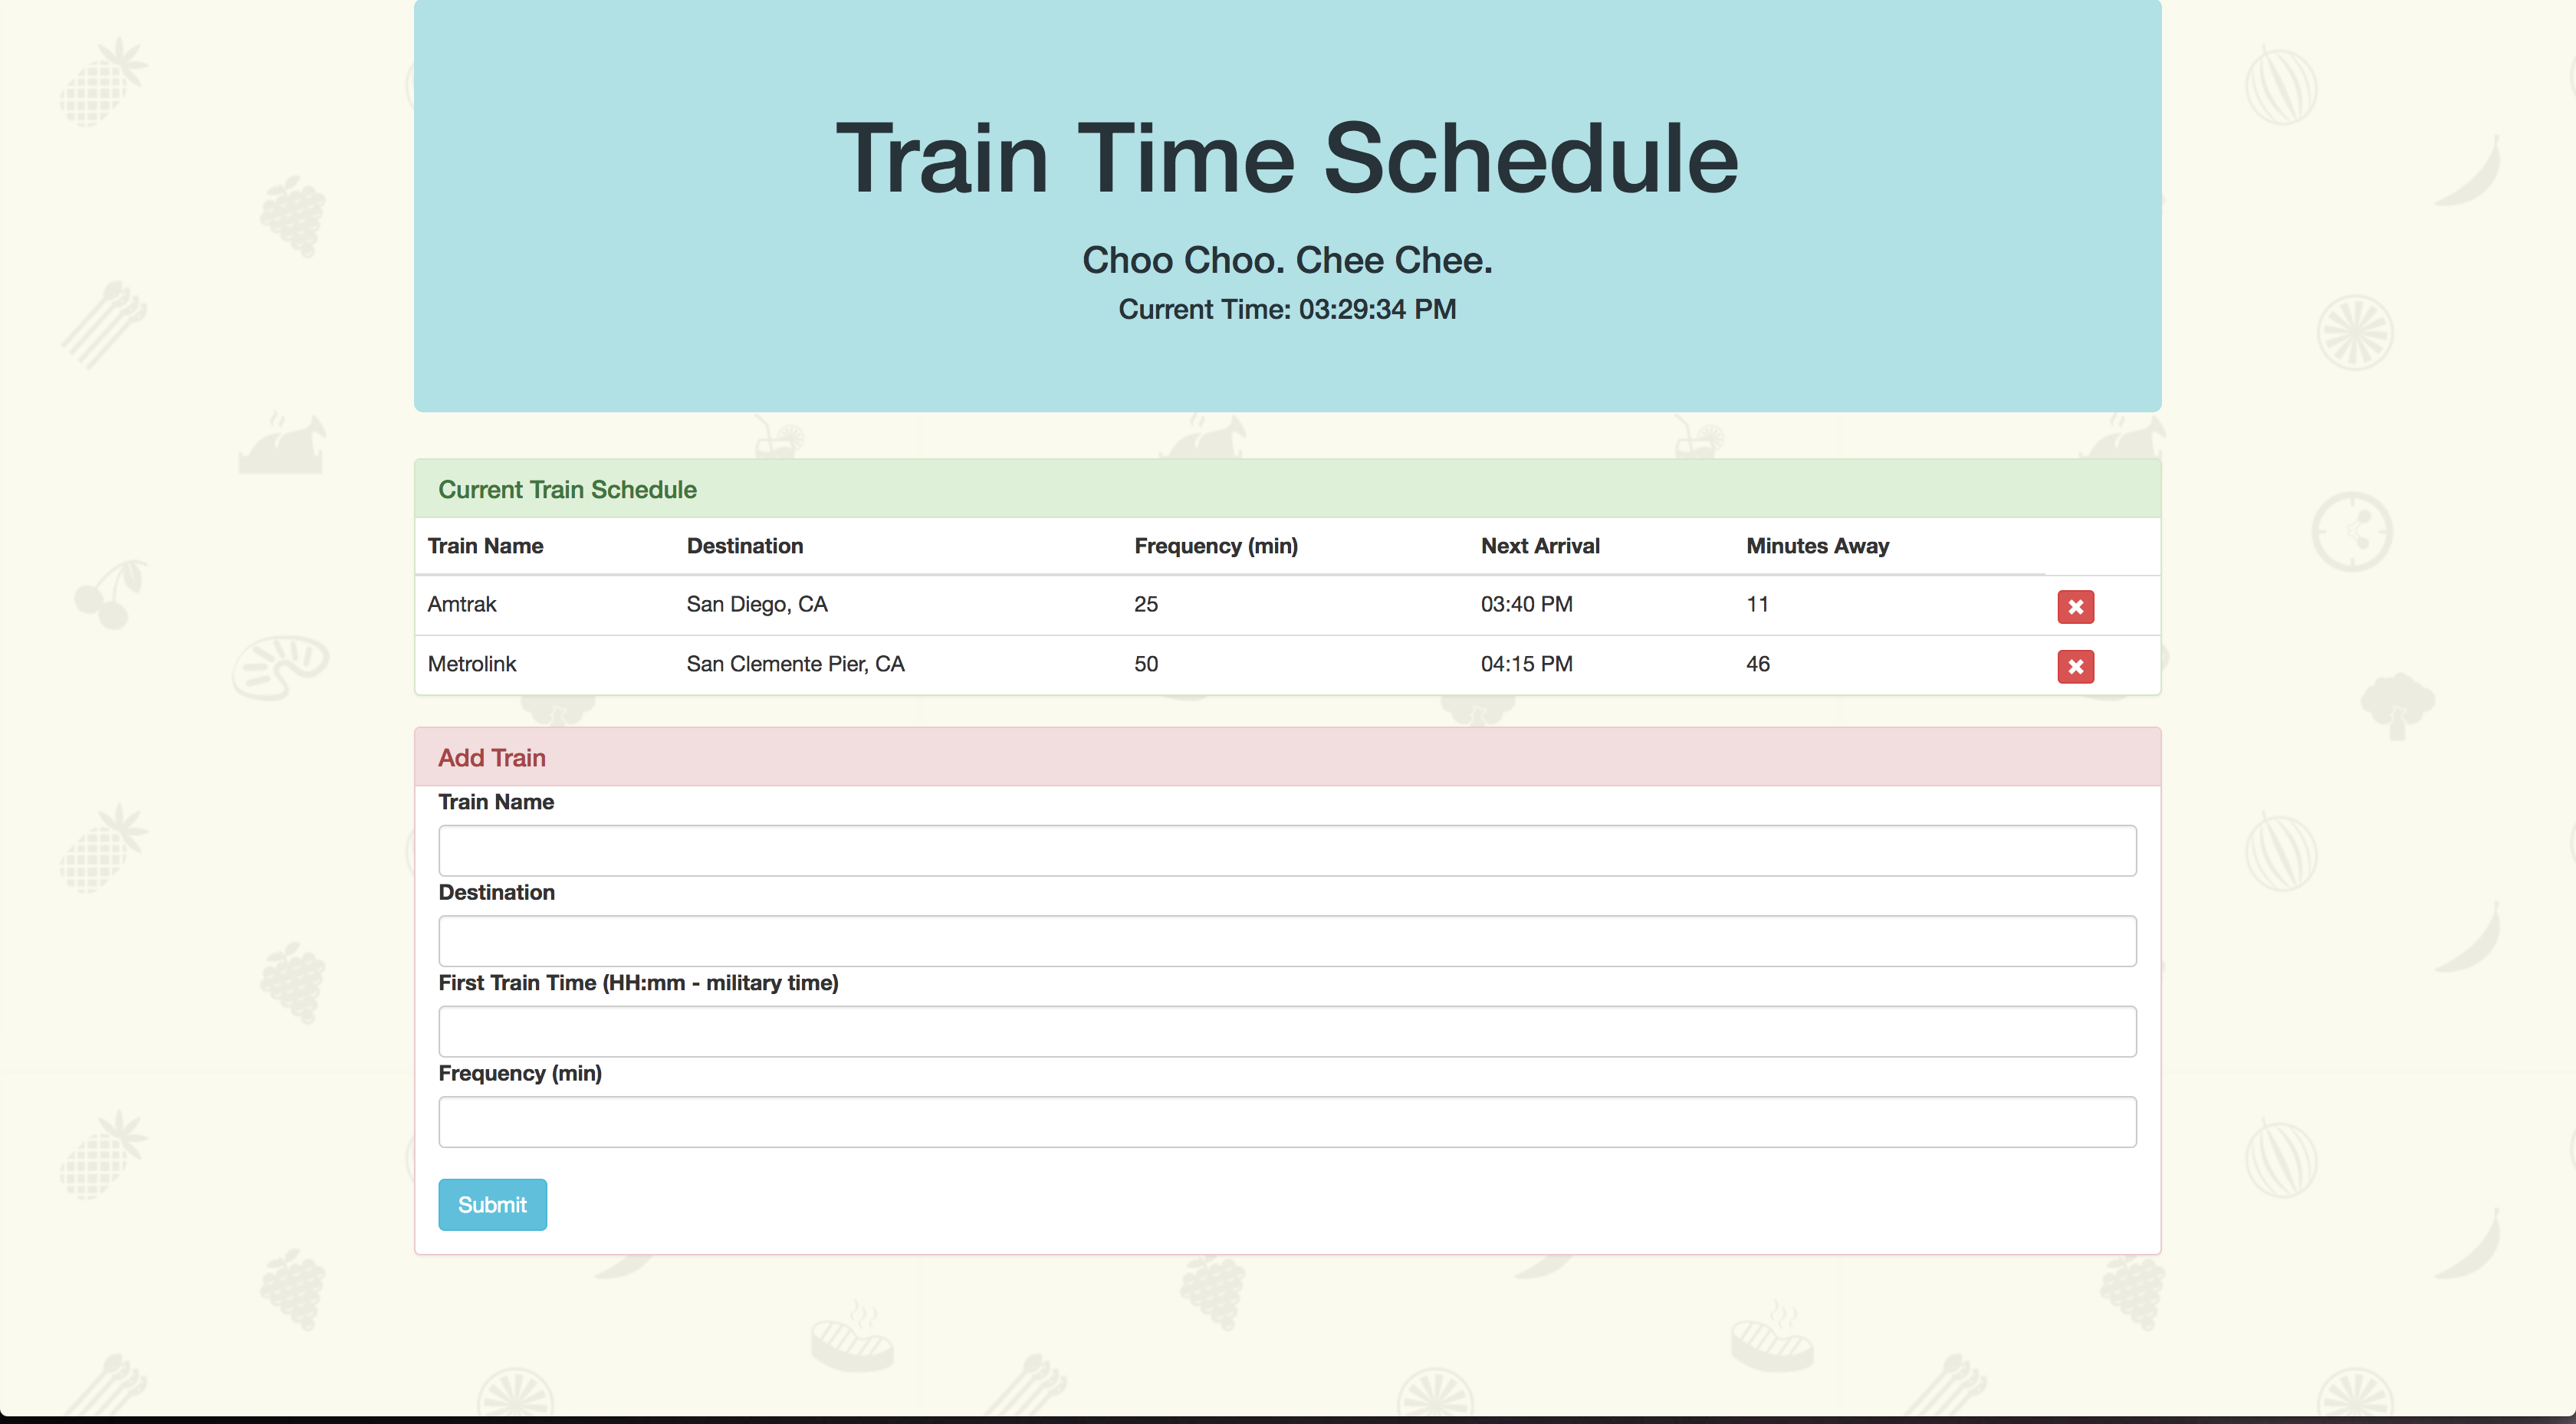 Train Time Schedule
Choo Choo. Chee Chee.
Current Time: 03:29:34 PM
Current Train Schedule
Train Name Destination Frequency (min) Next Arrival Minutes Away
Amtrak San Diego, CA 25 03:40 PM 11
Metrolink San Clemente Pier, CA 50 04:15 PM 46
Add Train
Train Name
Destination
First Train Time (HH:mm - military time)
Frequency (min)
Submit